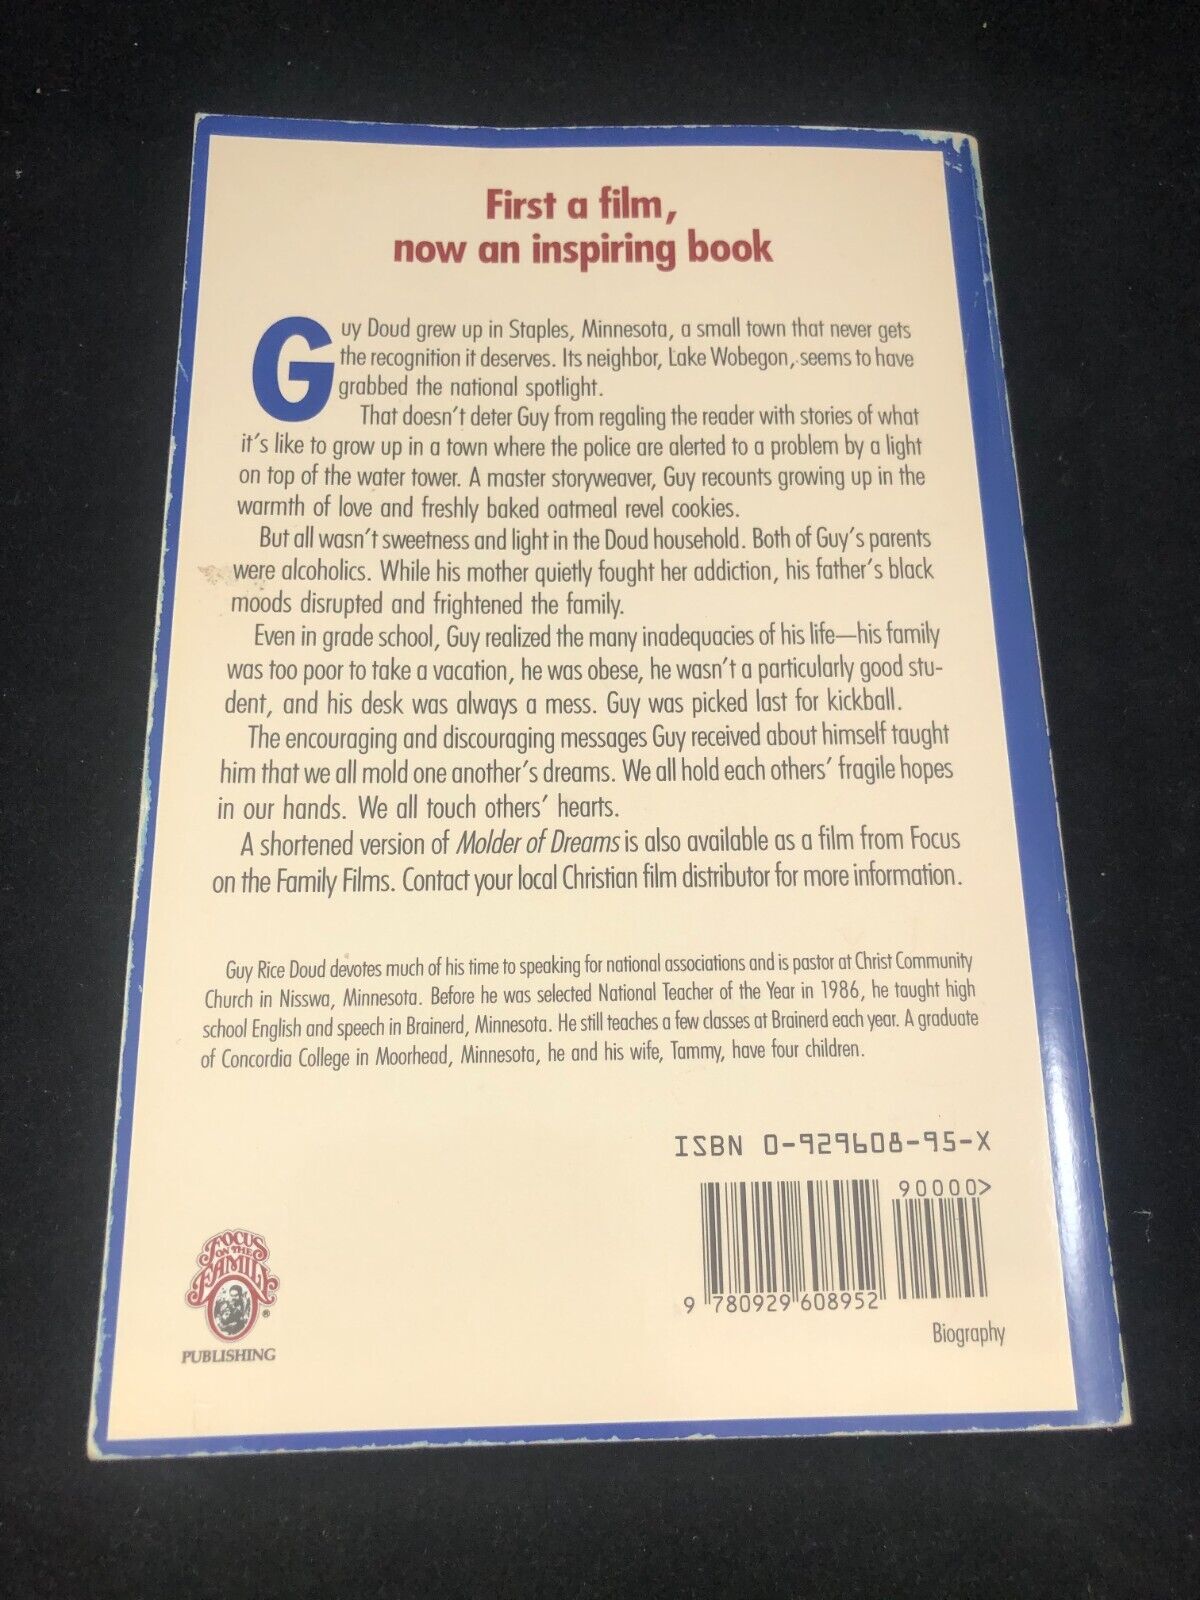 First a film,
now an inspiring book
Guy Doud grew up in Staples, Minnesota, a small town that never gets
the recognition it deserves. Its neighbor, Lake Wobegon, seems to have
grabbed the national spotlight.
That doesn't deter Guy from regaling the reader with stories of what
it's like to grow up in a town where the police are alerted to a problem by a light
on top of the water tower. A master storyweaver, Guy recounts growing up in the
warmth of love and freshly baked oatmeal revel cookies.
But all wasn't sweetness and light in the Doud household. Both of Guy's parents
were alcoholics. While his mother quietly fought her addiction, his father's black
moods disrupted and frightened the family.
Even in grade school, Guy realized the many inadequacies of his life—his family
was too poor to take a vacation, he was obese, he wasn't a particularly good stu-
dent, and his desk was always a mess. Guy was picked last for kickball.
The encouraging and discouraging messages Guy received about himself taught
him that we all mold one another's dreams. We all hold each others' fragile hopes
in our hands. We all touch others' hearts.
A shortened version of Molder of Dreams is also available as a film from Focus
on the Family Films. Contact your local Christian film distributor for more information.
Guy Rice Doud devotes much of his time to speaking for national associations and is pastor at Christ Community
Church in Nisswa, Minnesota. Before he was selected National Teacher of the Year in 1986, he taught high
school English and speech in Brainerd, Minnesota. He still teaches a few classes at Brainerd each year. A graduate
of Concordia College in Moorhead, Minnesota, he and his wife, Tammy, have four children.
ISBN 0-929608-95-X
90000>
9 780929 608952
Biography
FOCUS
ON THE
FAMILY
®
PUBLISHING